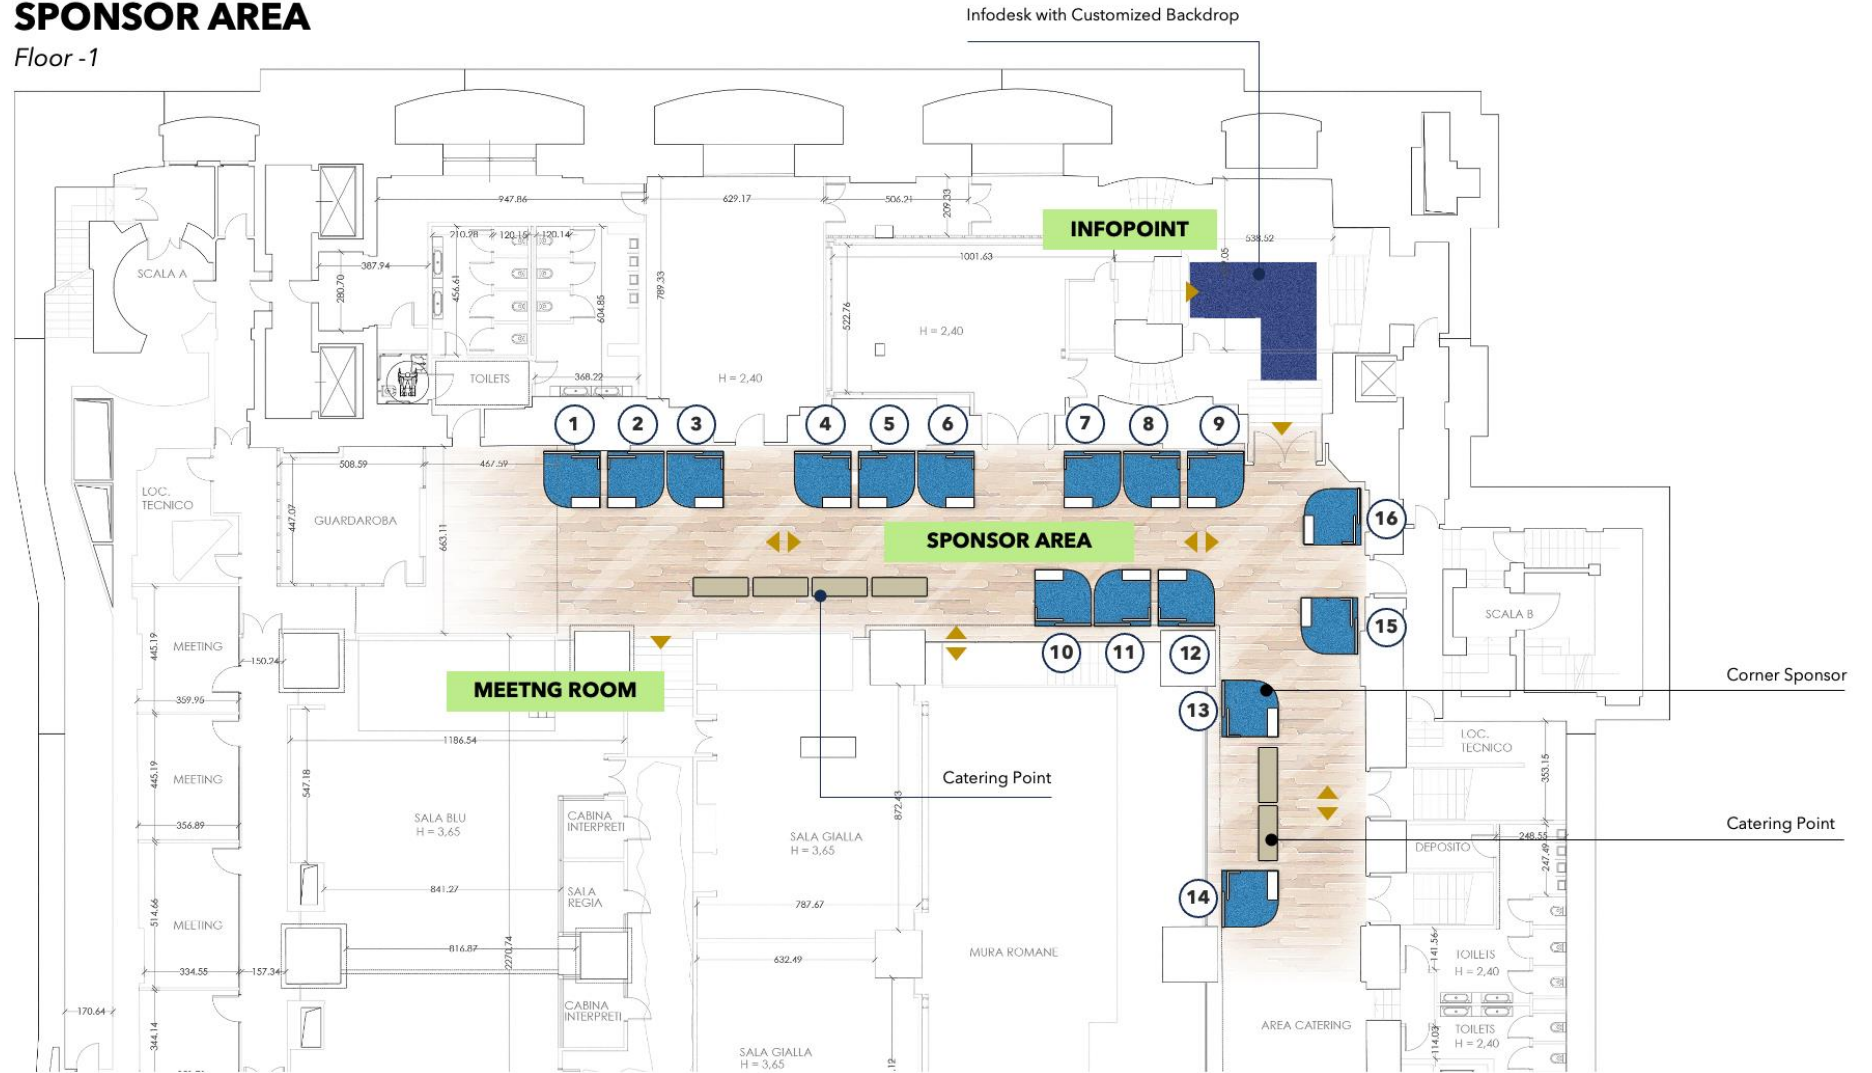 SPONSOR AREA
Floor -1
Infodesk with Customized Backdrop
947.86
629.17
506.21
209.33
INFOPOINT
538.52
210.28
120.15
120.14
1001.63
SCALA A
387.94
280.70
456.61
604.85
789.33
522.76
H = 2,40
TOILETS
368.22
H = 2,40
1
2
3
4
5
6
7
8
9
508.59
467.59
LOC.
TECNICO
447.07
GUARDAROBA
663.11
SPONSOR AREA
16
SCALA B
15
445.19
MEETING
150.24
10
11
12
MEETNG ROOM
Corner Sponsor
359.95
13
1186.54
LOC.
TECNICO
445.19
MEETING
547.18
Catering Point
353.15
872.43
SALA BLU
H = 3,65
CABINA
INTERPRETI
356.89
SALA GIALLA
H = 3,65
Catering Point
248.55
DEPOSITO
247.49
841.27
SALA
REGIA
14
787.67
514.66
MEETING
816.87
2270.74
632.49
MURA ROMANE
141.56
TOILETS
H = 2,40
334.55
157.34
170.64
CABINA
INTERPRETI
344.14
AREA CATERING
114.03
TOILETS
H = 2,40
SALA GIALLA
H = 3,65